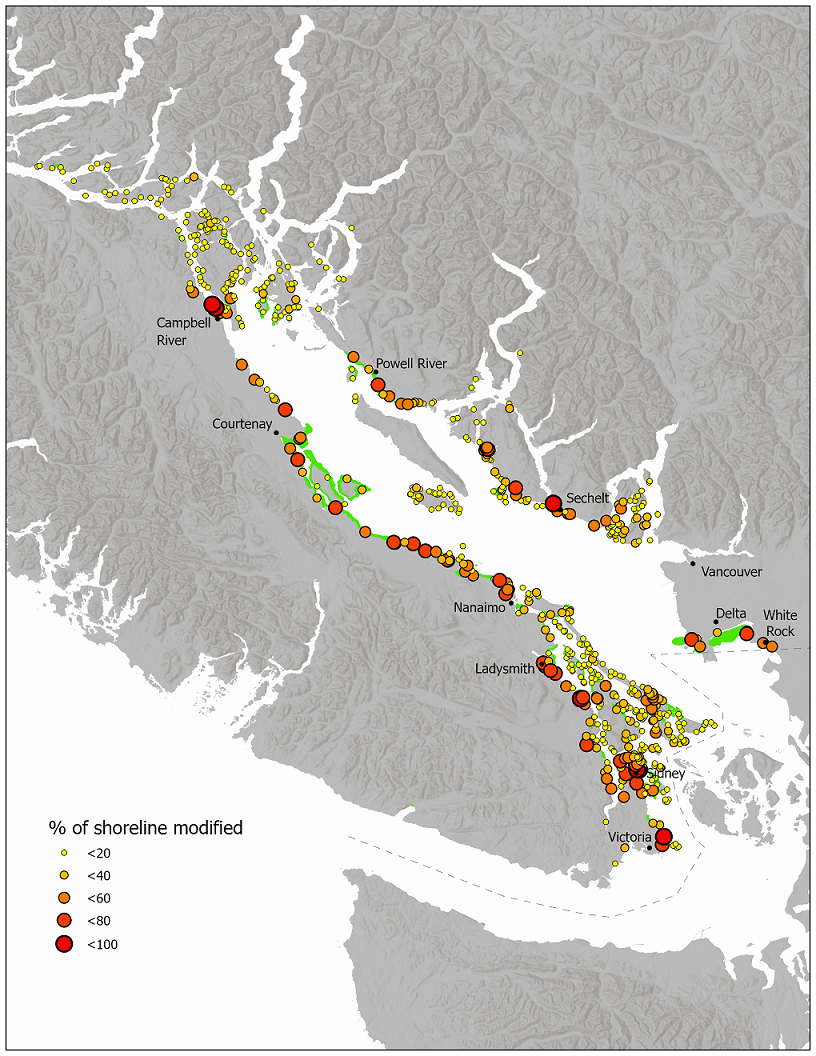 Campbell
River
Powell River
Courtenay
Sechelt
Vancouver
Nanaimo
Delta
White
Rock
Ladysmith
Sidney
Victoria
% of shoreline modified
<20
<40
<60
<80
<100